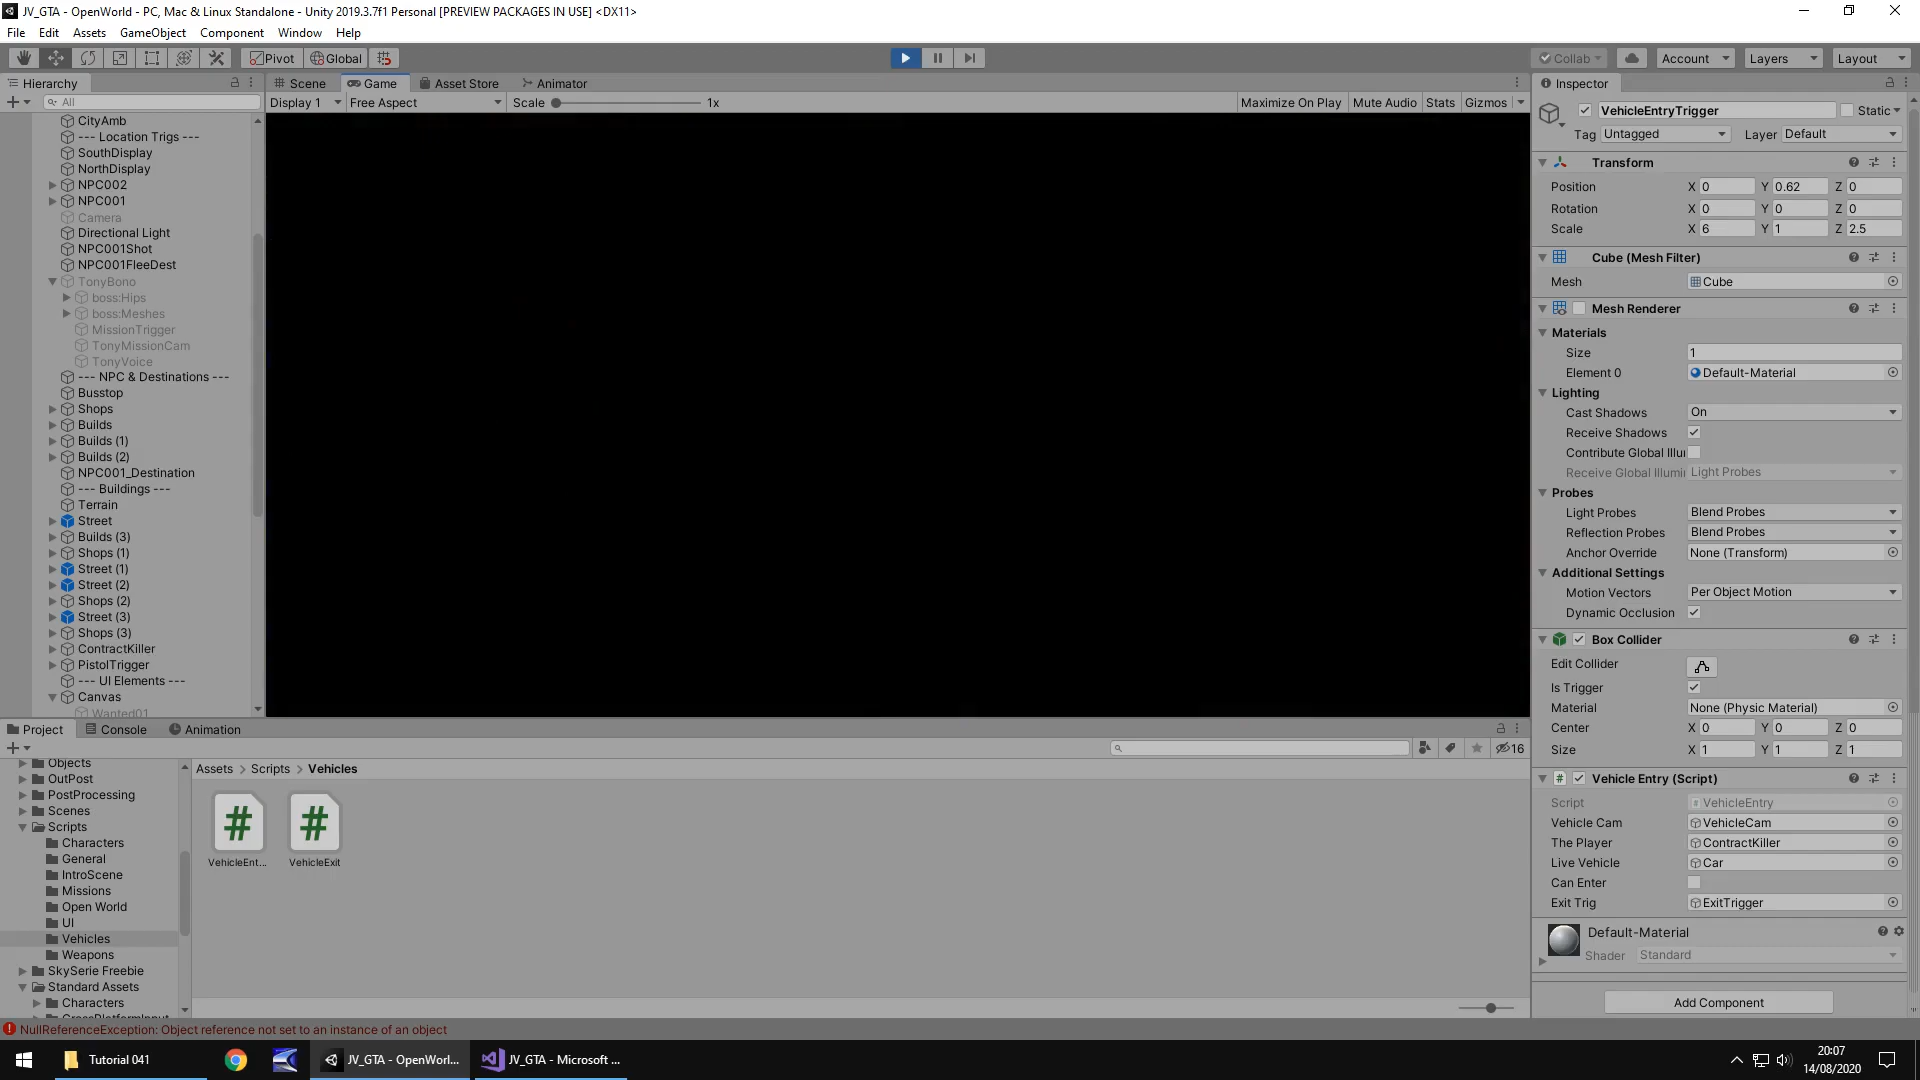 JV_GTA - OpenWorld - PC, Mac & Linux Standalone - Unity 2019.3.7f1 Personal [PREVIEW PACKAGES IN USE] <DX11>
File Edit Assets GameObject Component Window Help
Pivot Global Collab Account Layers Layout
Hierarchy Scene Game Asset Store Animator Inspector
All Display 1 Free Aspect Scale 1x Maximize On Play Mute Audio Stats Gizmos
CityAmb
--- Location Trigs ---
SouthDisplay
NorthDisplay
NPC002
NPC001
Camera
Directional Light
NPC001Shot
NPC001FleeDest
TonyBono
boss:Hips
boss:Meshes
MissionTrigger
TonyMissionCam
TonyVoice
--- NPC & Destinations ---
Busstop
Shops
Builds
Builds (1)
Builds (2)
NPC001_Destination
--- Buildings ---
Terrain
Street
Builds (3)
Shops (1)
Street (1)
Street (2)
Shops (2)
Street (3)
Shops (3)
ContractKiller
PistolTrigger
--- UI Elements ---
Canvas
Wanted01
VehicleEntryTrigger Static
Tag Untagged Layer Default
Transform
Position X 0 Y 0.62 Z 0
Rotation X 0 Y 0 Z 0
Scale X 6 Y 1 Z 2.5
Cube (Mesh Filter)
Mesh Cube
Mesh Renderer
Materials
Size 1
Element 0 Default-Material
Lighting
Cast Shadows On
Receive Shadows
Contribute Global Illu
Receive Global Illumin Light Probes
Probes
Light Probes Blend Probes
Reflection Probes Blend Probes
Anchor Override None (Transform)
Additional Settings
Motion Vectors Per Object Motion
Dynamic Occlusion
Box Collider
Edit Collider
Is Trigger
Material None (Physic Material)
Center X 0 Y 0 Z 0
Size X 1 Y 1 Z 1
Vehicle Entry (Script)
Script VehicleEntry
Vehicle Cam VehicleCam
The Player ContractKiller
Live Vehicle Car
Can Enter
Exit Trig ExitTrigger
Default-Material
Shader Standard
Add Component
Project Console Animation
16
Objects
OutPost
PostProcessing
Scenes
Scripts
Characters
General
IntroScene
Missions
Open World
UI
Vehicles
Weapons
SkySerie Freebie
Standard Assets
Characters
CrossPlatformInput
Assets > Scripts > Vehicles
VehicleEnt... VehicleExit
NullReferenceException: Object reference not set to an instance of an object
Tutorial 041 JV_GTA - OpenWorl... JV_GTA - Microsoft ...
20:07
14/08/2020